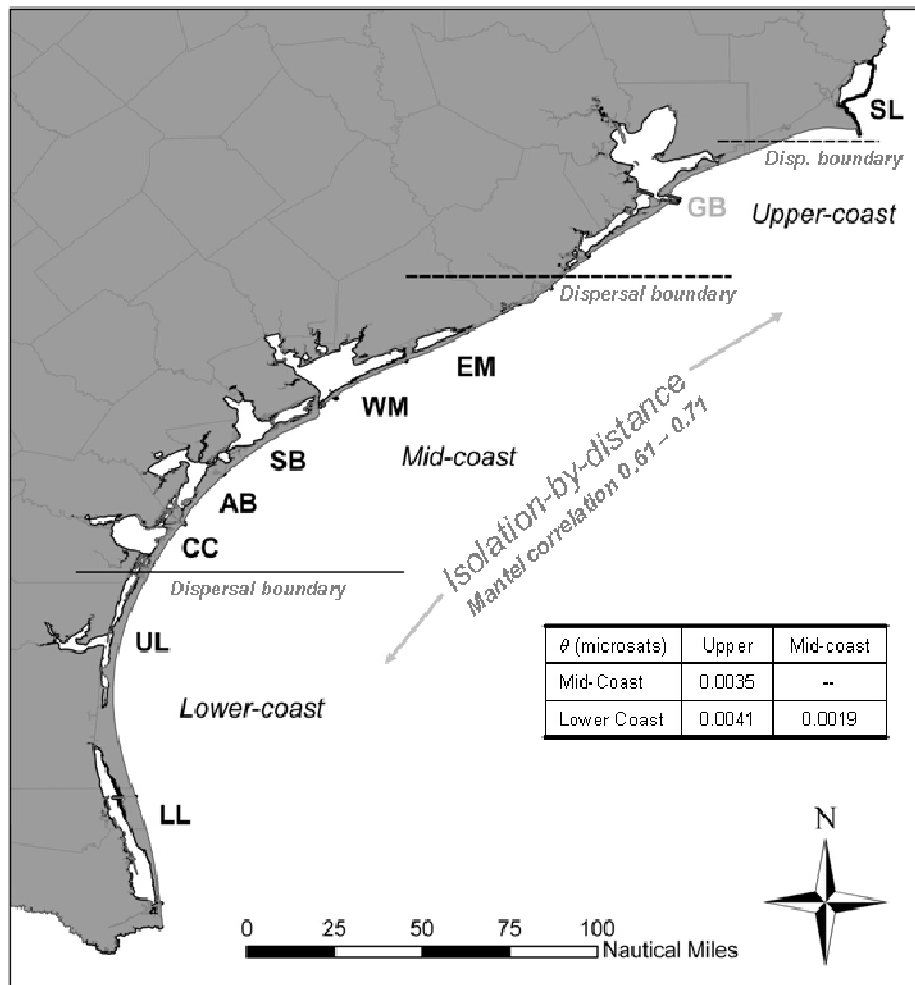 SL
Disp. boundary
GB
Upper-coast
Dispersal boundary
EM
WM
Isolation-by-distance
Mantel correlation 0.61 – 0.71
Mid-coast
SB
AB
CC
Dispersal boundary
UL
θ (microsats) Upper Mid-coast
Mid-Coast 0.0035 --
Lower Coast 0.0041 0.0019
Lower-coast
LL
N
0 25 50 75 100
Nautical Miles